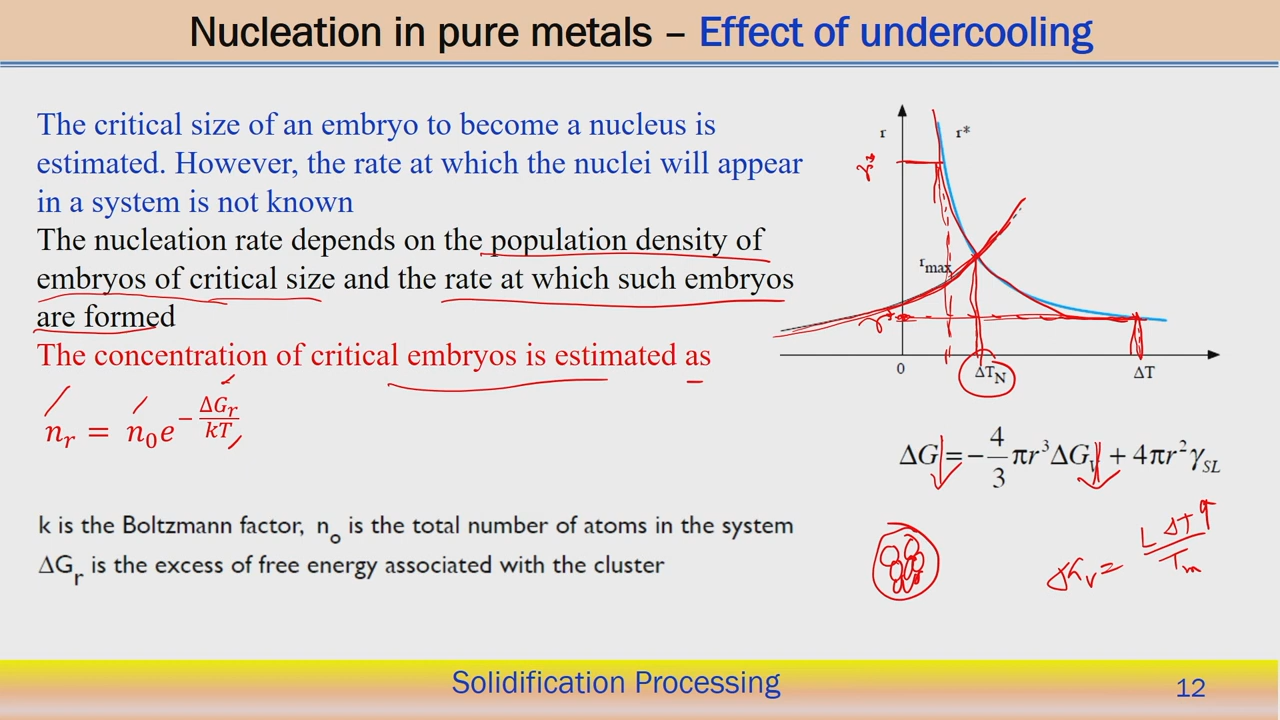 Nucleation in pure metals – Effect of undercooling
The critical size of an embryo to become a nucleus is
estimated. However, the rate at which the nuclei will appear
in a system is not known
The nucleation rate depends on the population density of
embryos of critical size and the rate at which such embryos
are formed
The concentration of critical embryos is estimated as
n_r = n_0 e^{-ΔG_r/kT}
k is the Boltzmann factor, n_o is the total number of atoms in the system
ΔG_r is the excess of free energy associated with the cluster
r
r*
r*
r_max
r*
0
ΔT_N
ΔT
ΔG = -4/3 πr³ΔG_V + 4πr²γ_SL
ΔG_v = L ΔT / T_m
Solidification Processing
12